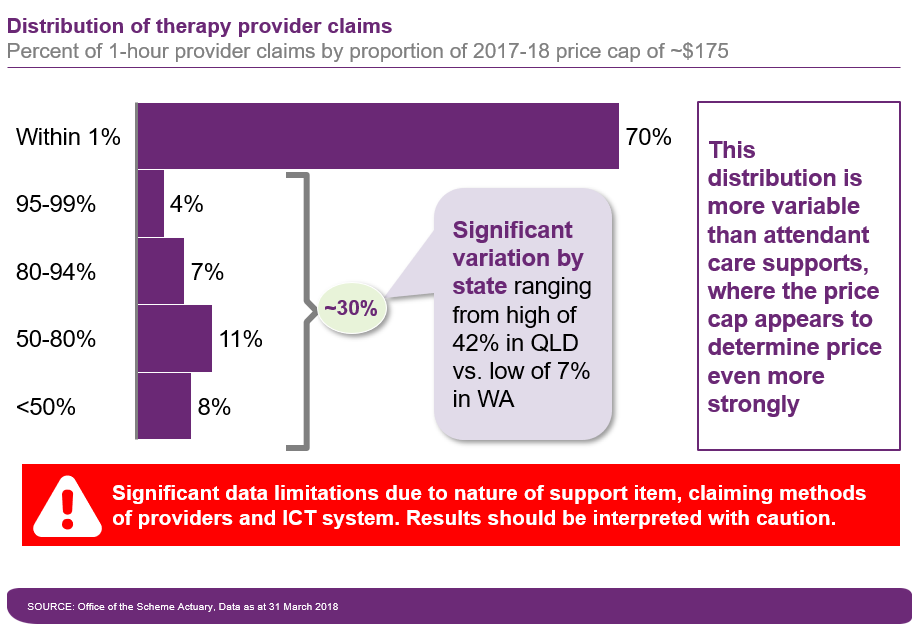 Distribution of therapy provider claims
Percent of 1-hour provider claims by proportion of 2017-18 price cap of ~$175
Within 1%
70%
95-99%
4%
80-94%
7%
50-80%
11%
<50%
8%
~30%
Significant
variation by
state ranging
from high of
42% in QLD
vs. low of 7%
in WA
This
distribution is
more variable
than attendant
care supports,
where the price
cap appears to
determine price
even more
strongly
Significant data limitations due to nature of support item, claiming methods
of providers and ICT system. Results should be interpreted with caution.
SOURCE: Office of the Scheme Actuary, Data as at 31 March 2018